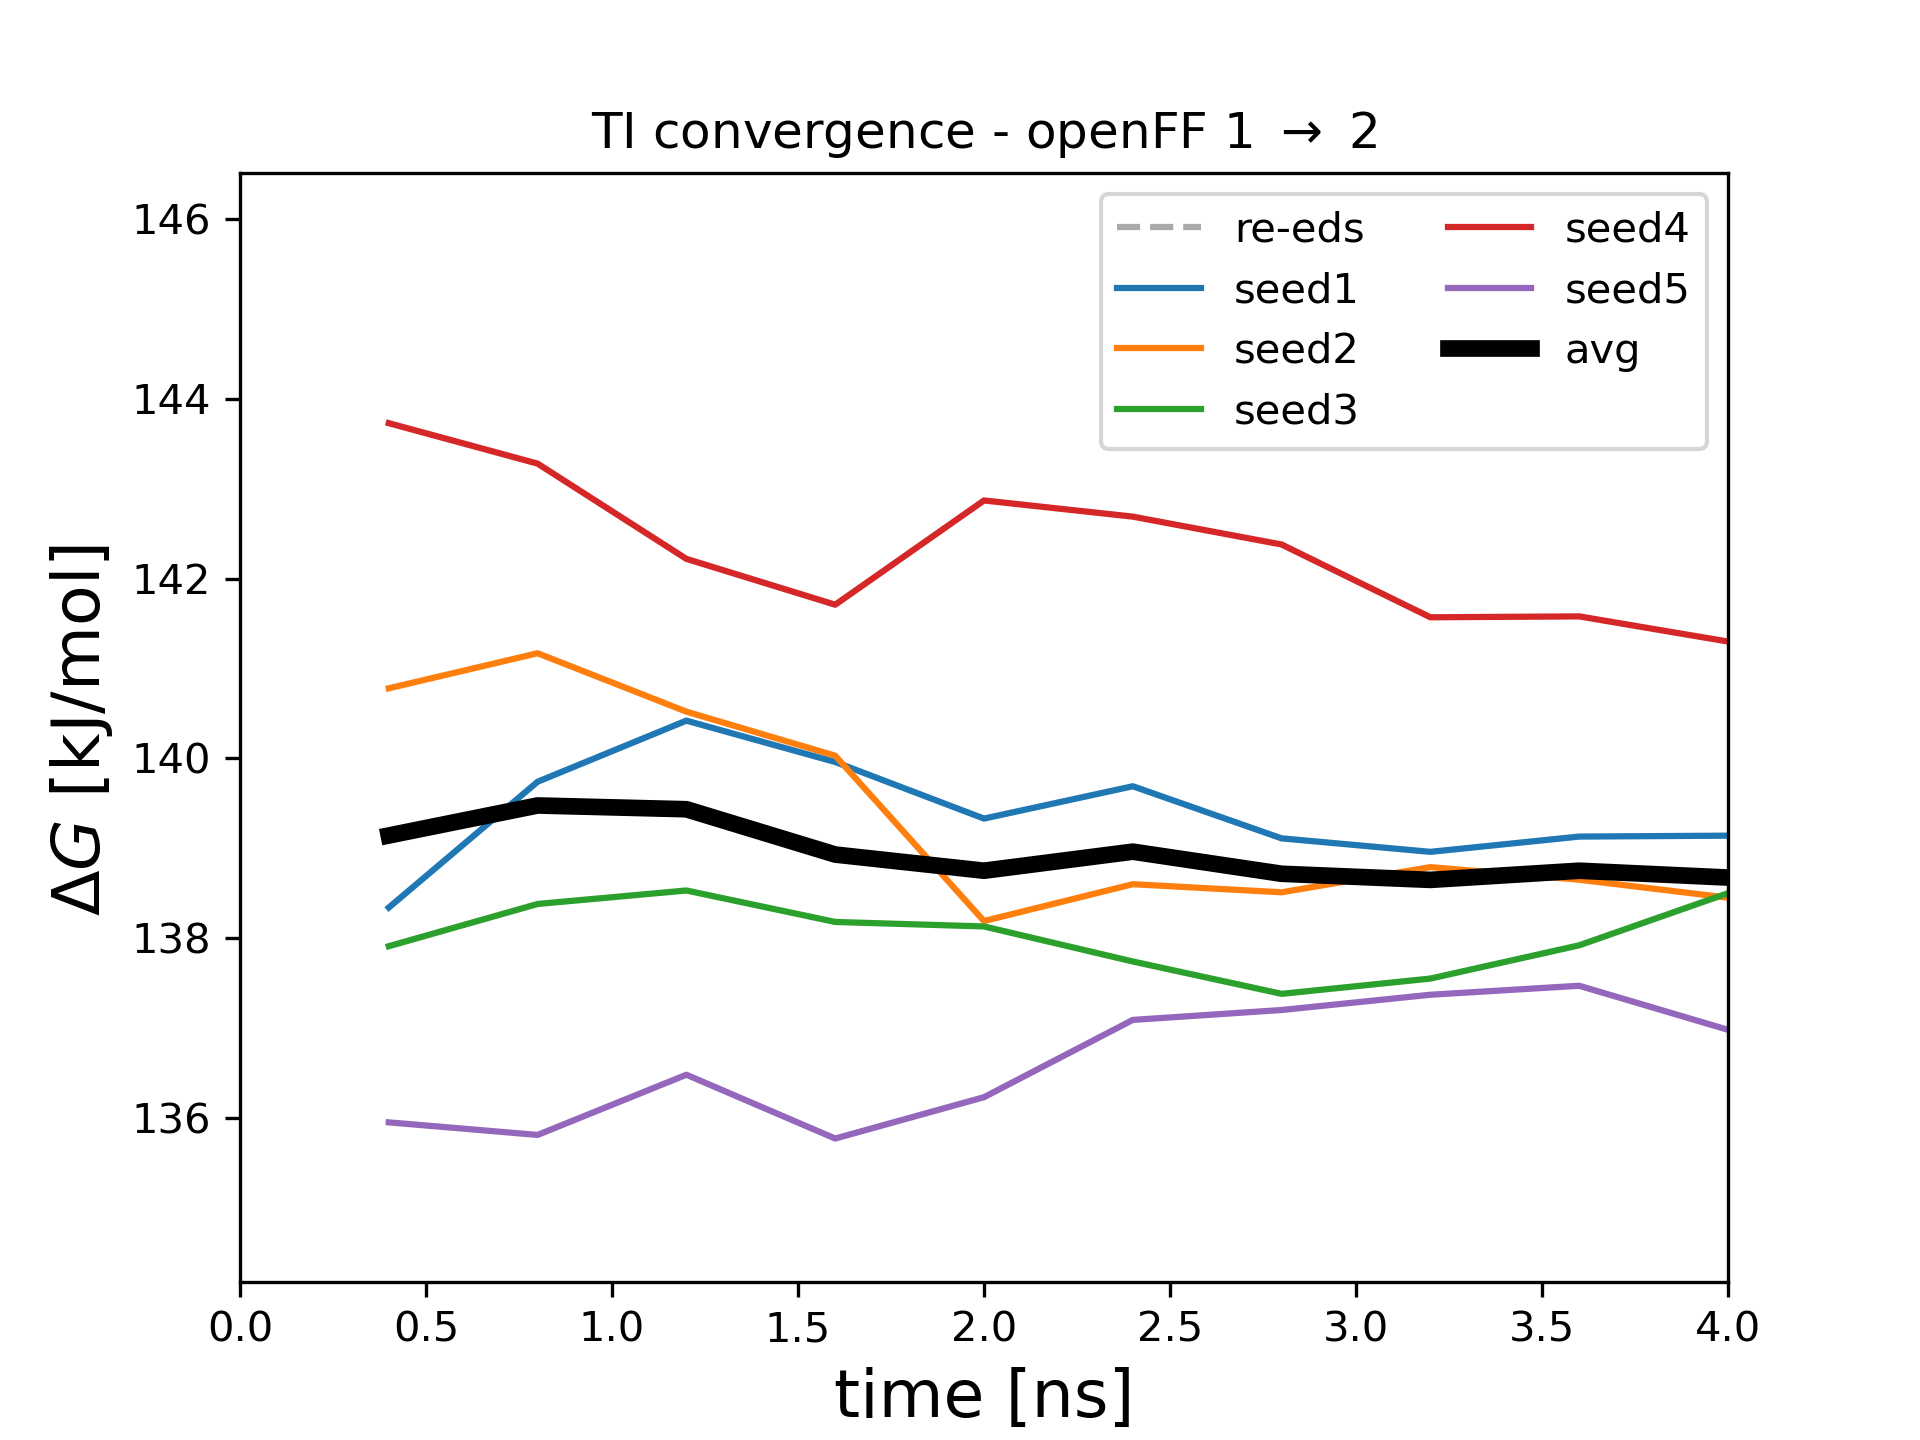 TI convergence - openFF 1 → 2
146
144
142
140
138
136
ΔG [kJ/mol]
re-eds
seed1
seed2
seed3
seed4
seed5
avg
0.0 0.5 1.0 1.5 2.0 2.5 3.0 3.5 4.0
time [ns]